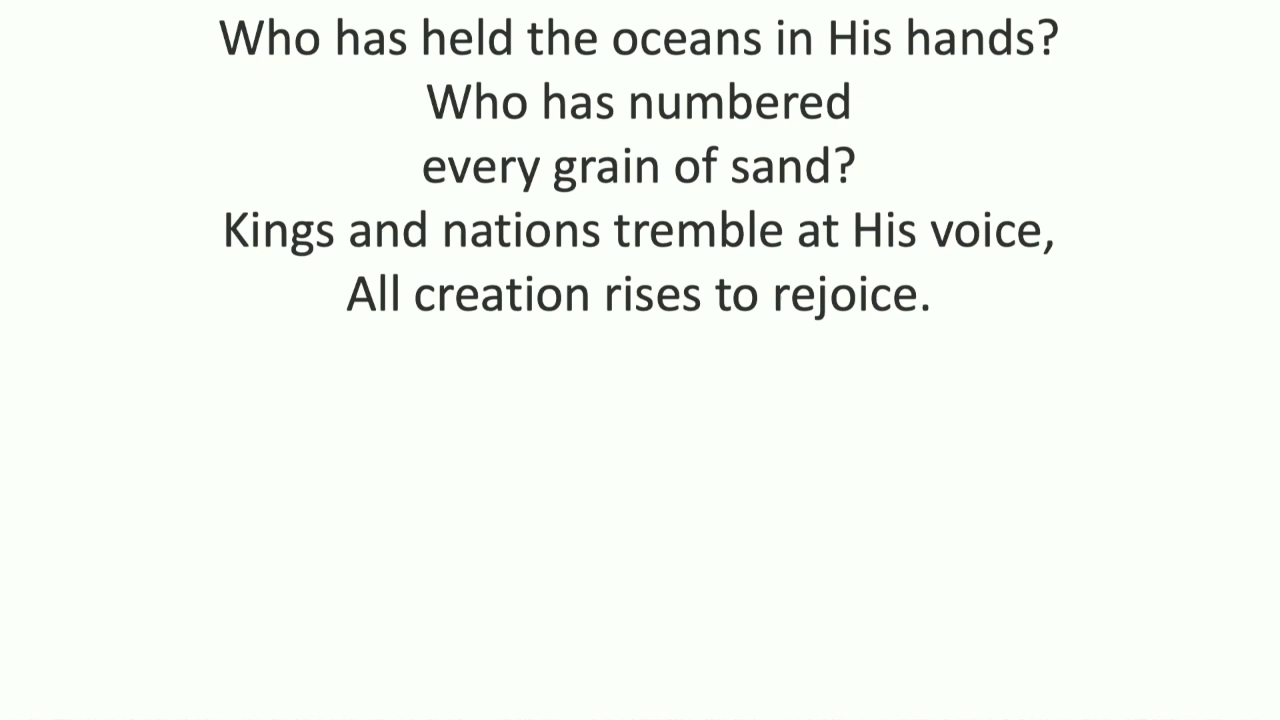 Who has held the oceans in His hands?
Who has numbered
every grain of sand?
Kings and nations tremble at His voice,
All creation rises to rejoice.